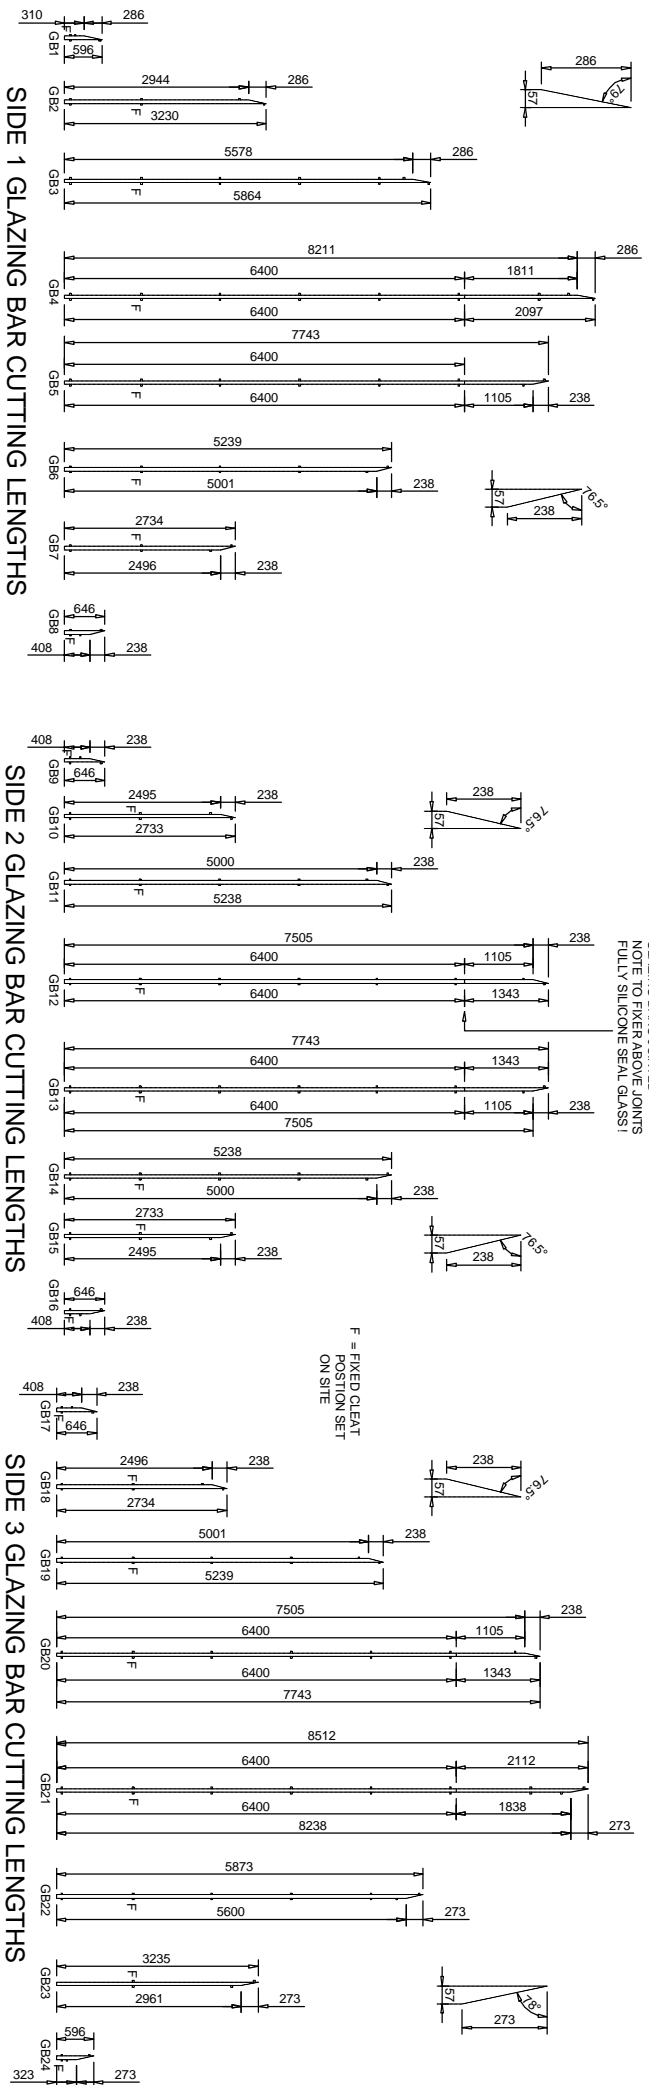 310
286
GB1
F
596
2944
286
GB2
F
3230
286
79°
57
5578
286
GB3
F
5864
8211
286
6400
1811
GB4
F
6400
2097
7743
6400
GB5
F
6400
1105
238
5239
GB6
F
5001
238
76.5°
57
238
2734
GB7
F
2496
238
646
GB8
F
408
238
SIDE 1 GLAZING BAR CUTTING LENGTHS
408
238
GB9
F
646
2495
238
GB10
F
2733
238
76.5°
57
5000
238
GB11
F
5238
7505
238
6400
1105
GB12
F
6400
1343
NOTE TO FIXER ABOVE JOINTS
FULLY SILICONE SEAL GLASS !
7743
6400
1343
GB13
F
6400
1105
238
7505
5238
GB14
F
5000
238
2733
GB15
F
2495
238
76.5°
57
238
646
GB16
F
408
238
SIDE 2 GLAZING BAR CUTTING LENGTHS
F = FIXED CLEAT
POSTION SET
ON SITE
408
238
GB17
F
646
2496
238
GB18
F
2734
238
76.5°
57
5001
238
GB19
F
5239
7505
238
6400
1105
GB20
F
6400
1343
7743
8512
6400
2112
GB21
F
6400
1838
8238
273
5873
GB22
F
5600
273
3235
GB23
F
2961
273
78°
57
273
596
GB24
F
323
273
SIDE 3 GLAZING BAR CUTTING LENGTHS